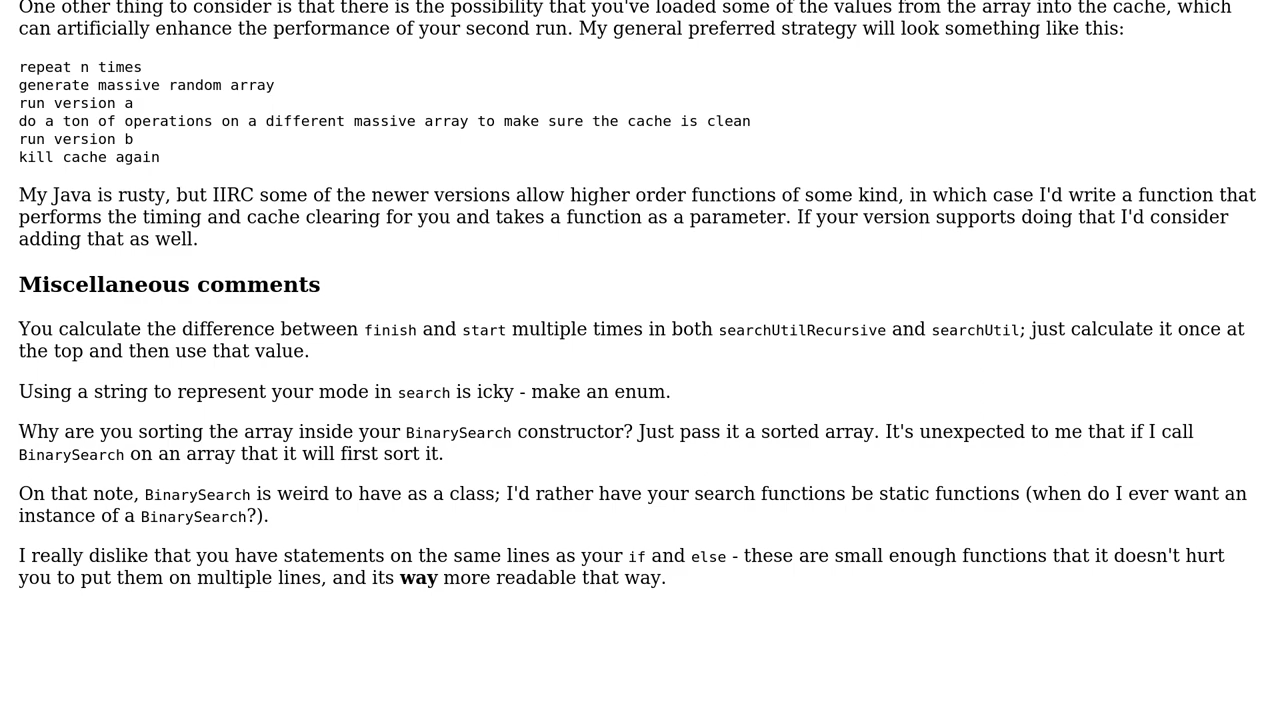 One other thing to consider is that there is the possibility that you've loaded some of the values from the array into the cache, which
can artificially enhance the performance of your second run. My general preferred strategy will look something like this:
repeat n times
generate massive random array
run version a
do a ton of operations on a different massive array to make sure the cache is clean
run version b
kill cache again
My Java is rusty, but IIRC some of the newer versions allow higher order functions of some kind, in which case I'd write a function that
performs the timing and cache clearing for you and takes a function as a parameter. If your version supports doing that I'd consider
adding that as well.
Miscellaneous comments
You calculate the difference between finish and start multiple times in both searchUtilRecursive and searchUtil; just calculate it once at
the top and then use that value.
Using a string to represent your mode in search is icky - make an enum.
Why are you sorting the array inside your BinarySearch constructor? Just pass it a sorted array. It's unexpected to me that if I call
BinarySearch on an array that it will first sort it.
On that note, BinarySearch is weird to have as a class; I'd rather have your search functions be static functions (when do I ever want an
instance of a BinarySearch?).
I really dislike that you have statements on the same lines as your if and else - these are small enough functions that it doesn't hurt
you to put them on multiple lines, and its way more readable that way.